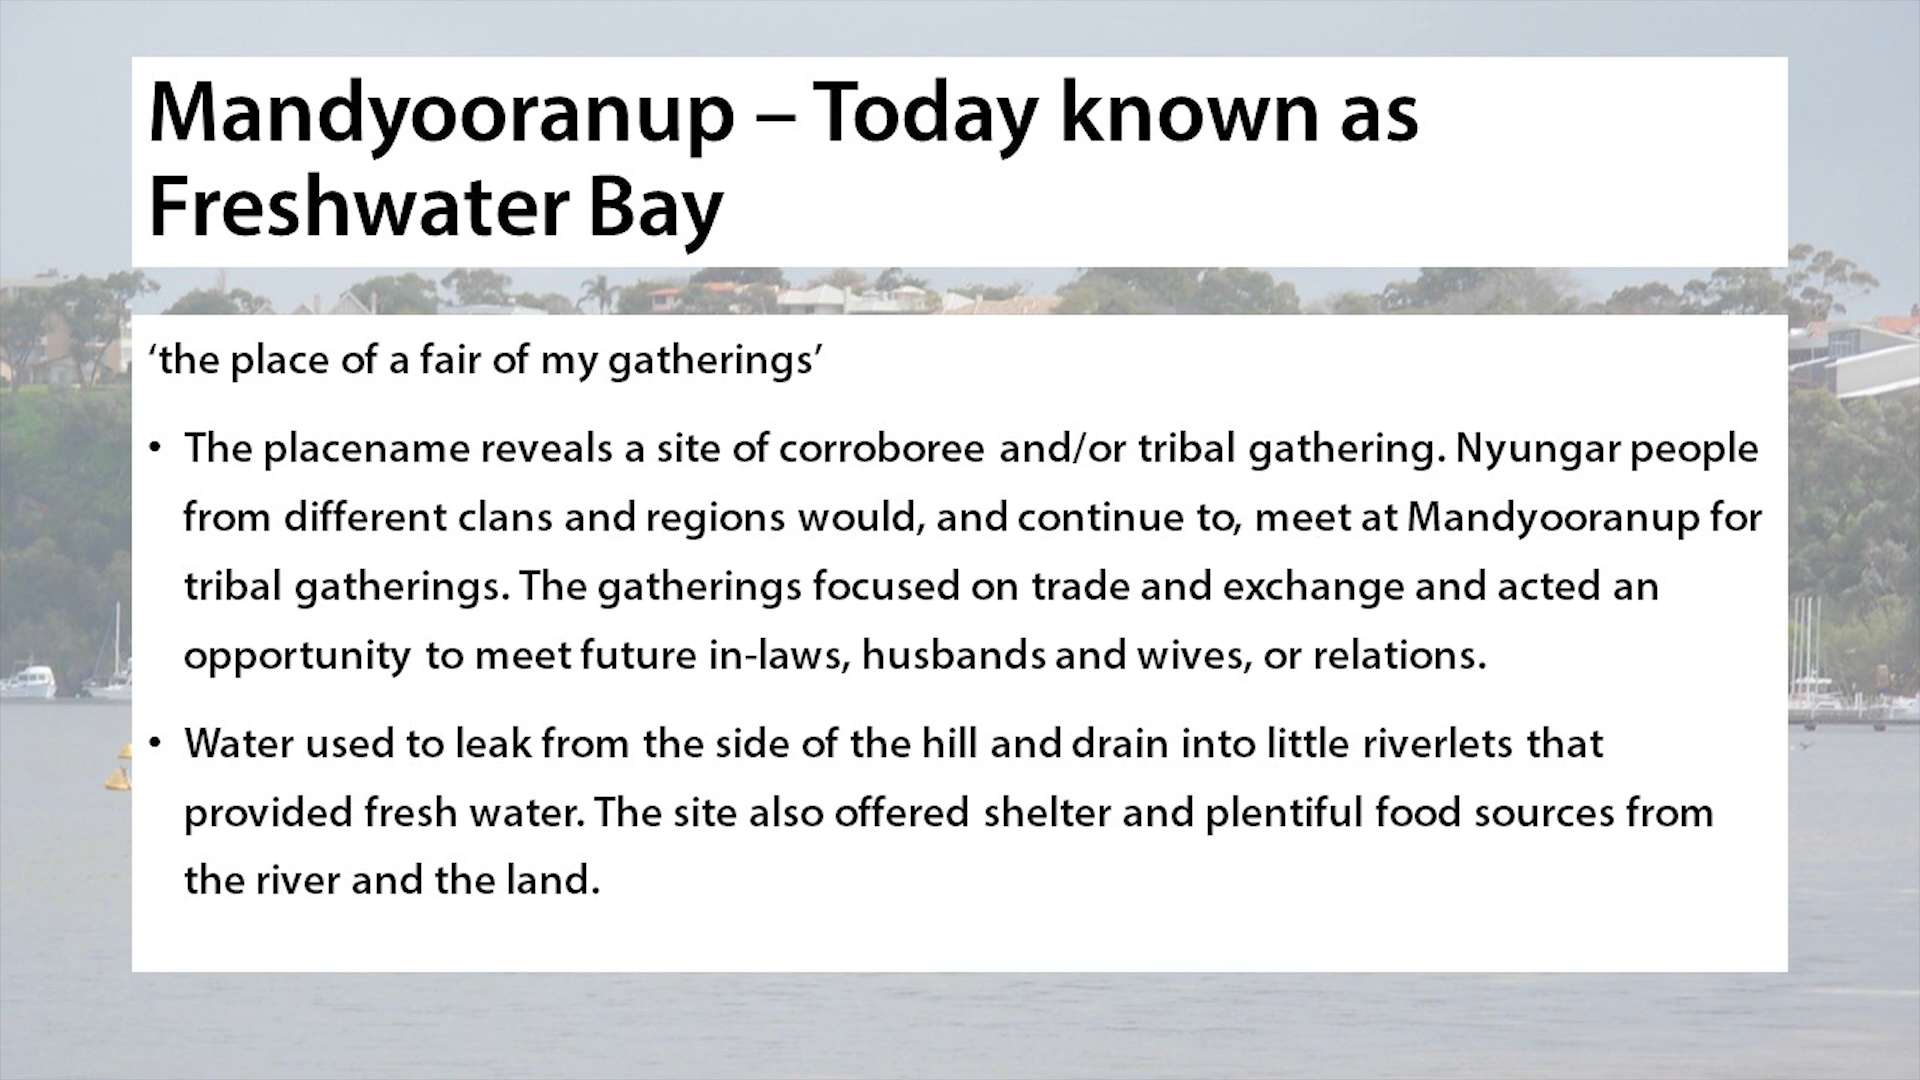 Mandyooranup – Today known as
Freshwater Bay
‘the place of a fair of my gatherings’
• The placename reveals a site of corroboree and/or tribal gathering. Nyungar people
from different clans and regions would, and continue to, meet at Mandyooranup for
tribal gatherings. The gatherings focused on trade and exchange and acted an
opportunity to meet future in-laws, husbands and wives, or relations.
• Water used to leak from the side of the hill and drain into little riverlets that
provided fresh water. The site also offered shelter and plentiful food sources from
the river and the land.